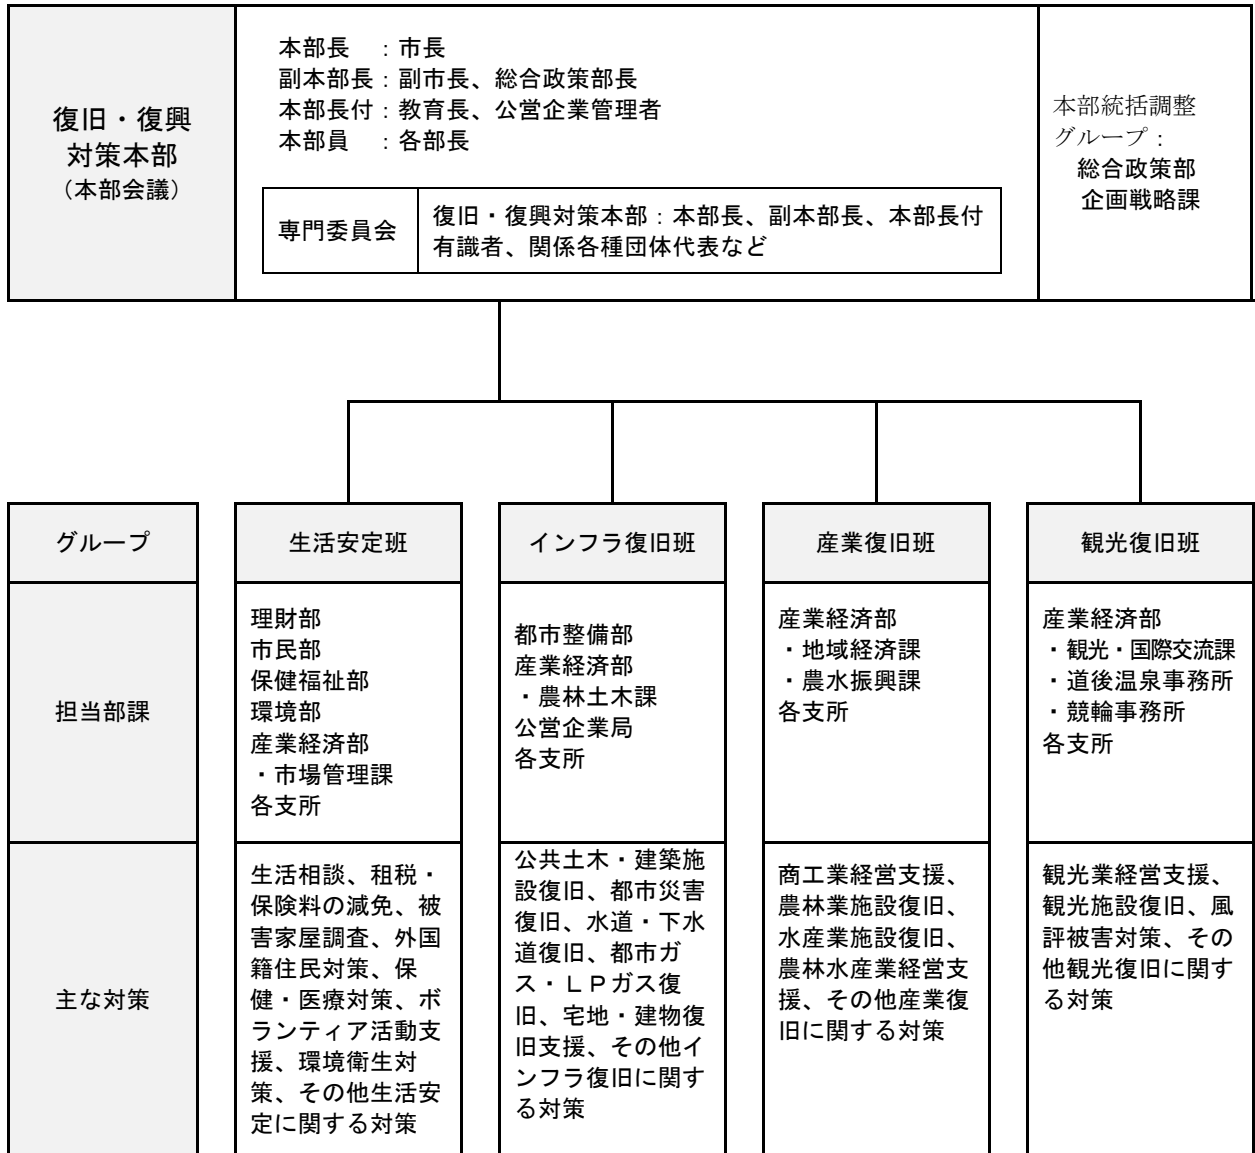 復旧・復興
対策本部
（本部会議）
本部長　：市長
副本部長：副市長、総合政策部長
本部長付：教育長、公営企業管理者
本部員　：各部長
専門委員会
復旧・復興対策本部：本部長、副本部長、本部長付
有識者、関係各種団体代表など
本部統括調整
グループ：
総合政策部
企画戦略課
グループ
生活安定班
インフラ復旧班
産業復旧班
観光復旧班
担当部課
理財部
市民部
保健福祉部
環境部
産業経済部
・市場管理課
各支所
都市整備部
産業経済部
・農林土木課
公営企業局
各支所
産業経済部
・地域経済課
・農水振興課
各支所
産業経済部
・観光・国際交流課
・道後温泉事務所
・競輪事務所
各支所
主な対策
生活相談、租税・
保険料の減免、被
害家屋調査、外国
籍住民対策、保
健・医療対策、ボ
ランティア活動支
援、環境衛生対
策、その他生活安
定に関する対策
公共土木・建築施
設復旧、都市災害
復旧、水道・下水
道復旧、都市ガ
ス・ＬＰガス復
旧、宅地・建物復
旧支援、その他イ
ンフラ復旧に関す
る対策
商工業経営支援、
農林業施設復旧、
水産業施設復旧、
農林水産業経営支
援、その他産業復
旧に関する対策
観光業経営支援、
観光施設復旧、風
評被害対策、その
他観光復旧に関す
る対策